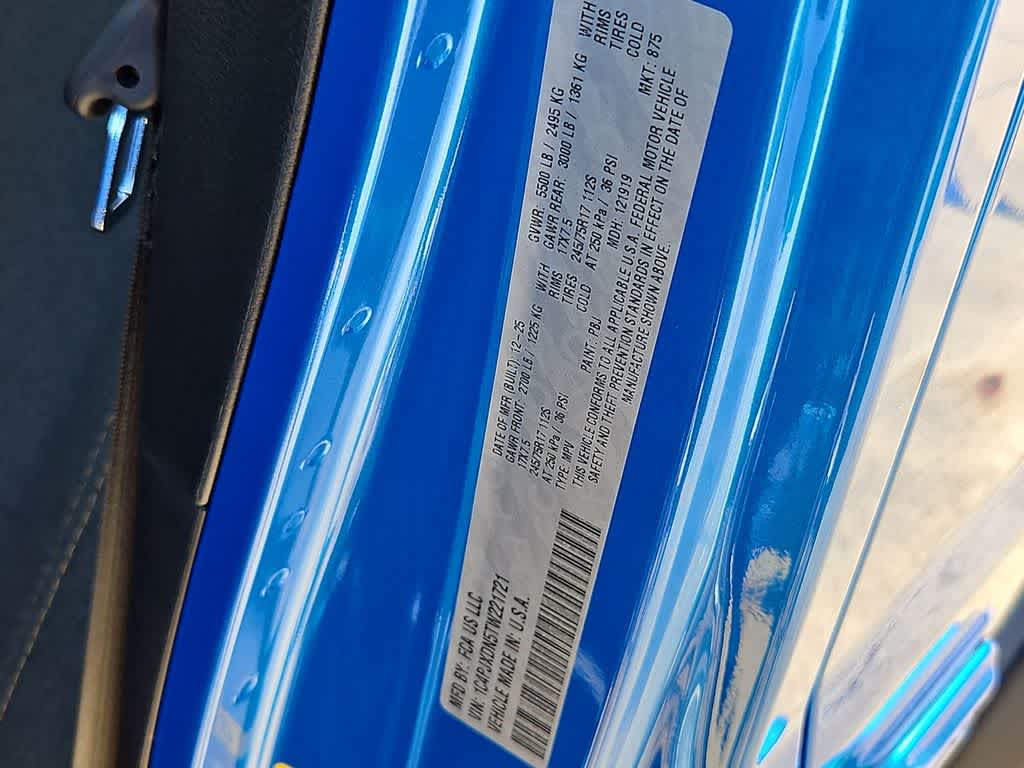 MFD BY: FCA US LLC
VIN: 1C4PJXDN5TW221721
VEHICLE MADE IN: U.S.A.
DATE OF MFR (BUILT) 12-25 GVWR: 5500 LB / 2495 KG
GAWR FRONT: 2700 LB / 1225 KG WITH GAWR REAR: 3000 LB / 1361 KG WITH
17X7.5 RIMS 17X7.5 RIMS
245/75R17 112S TIRES 245/75R17 112S TIRES
AT 250 kPa / 36 PSI COLD AT 250 kPa / 36 PSI COLD
TYPE: MPV PAINT: PBJ MDH: 121919 MKT: 875
THIS VEHICLE CONFORMS TO ALL APPLICABLE U.S.A. FEDERAL MOTOR VEHICLE
SAFETY, AND THEFT PREVENTION STANDARDS IN EFFECT ON THE DATE OF
MANUFACTURE SHOWN ABOVE.